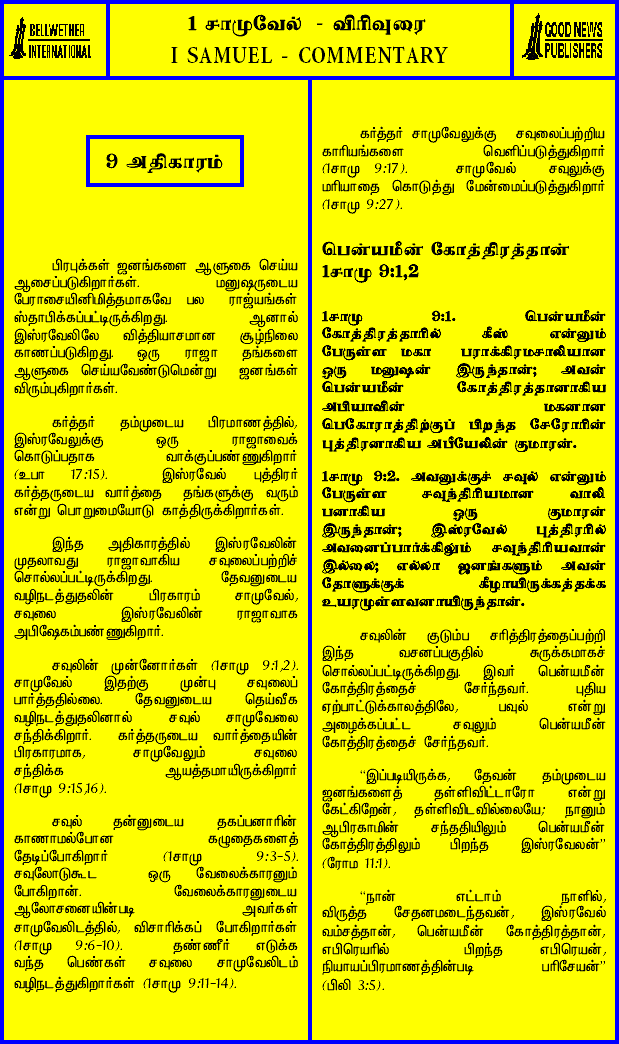 BELLWETHER
INTERNATIONAL
1 சாமுவேல் - விரிவுரை
I SAMUEL - COMMENTARY
GOOD NEWS
PUBLISHERS
9 அதிகாரம்
பிரபுக்கள் ஜனங்களை ஆளுகை செய்ய
ஆசைப்படுகிறார்கள். மனுஷருடைய
பேராசையினிமித்தமாகவே பல ராஜ்யங்கள்
ஸ்தாபிக்கப்பட்டிருக்கிறது. ஆனால்
இஸ்ரவேலிலே வித்தியாசமான சூழ்நிலை
காணப்படுகிறது. ஒரு ராஜா தங்களை
ஆளுகை செய்யவேண்டுமென்று ஜனங்கள்
விரும்புகிறார்கள்.
கர்த்தர் தம்முடைய பிரமாணத்தில்,
இஸ்ரவேலுக்கு ஒரு ராஜாவைக்
கொடுப்பதாக வாக்குப்பண்ணுகிறார்
(உபா 17:15). இஸ்ரவேல் புத்திரர்
கர்த்தருடைய வார்த்தை தங்களுக்கு வரும்
என்று பொறுமையோடு காத்திருக்கிறார்கள்.
இந்த அதிகாரத்தில் இஸ்ரவேலின்
முதலாவது ராஜாவாகிய சவுலைப்பற்றிச்
சொல்லப்பட்டிருக்கிறது. தேவனுடைய
வழிநடத்துதலின் பிரகாரம் சாமுவேல்,
சவுலை இஸ்ரவேலின் ராஜாவாக
அபிஷேகம்பண்ணுகிறார்.
சவுலின் முன்னோர்கள் (1சாமு 9:1,2).
சாமுவேல் இதற்கு முன்பு சவுலைப்
பார்த்ததில்லை. தேவனுடைய தெய்வீக
வழிநடத்துதலினால் சவுல் சாமுவேலை
சந்திக்கிறார். கர்த்தருடைய வார்த்தையின்
பிரகாரமாக, சாமுவேலும் சவுலை
சந்திக்க ஆயத்தமாயிருக்கிறார்
(1சாமு 9:15,16).
சவுல் தன்னுடைய தகப்பனாரின்
காணாமல்போன கழுதைகளைத்
தேடிப்போகிறார் (1சாமு 9:3-5).
சவுலோடுகூட ஒரு வேலைக்காரனும்
போகிறான். வேலைக்காரனுடைய
ஆலோசனையின்படி அவர்கள்
சாமுவேலிடத்தில், விசாரிக்கப் போகிறார்கள்
(1சாமு 9:6-10). தண்ணீர் எடுக்க
வந்த பெண்கள் சவுலை சாமுவேலிடம்
வழிநடத்துகிறார்கள் (1சாமு 9:11-14).
கர்த்தர் சாமுவேலுக்கு சவுலைப்பற்றிய
காரியங்களை வெளிப்படுத்துகிறார்
(1சாமு 9:17). சாமுவேல் சவுலுக்கு
மரியாதை கொடுத்து மேன்மைப்படுத்துகிறார்
(1சாமு 9:27).
பென்யமீன் கோத்திரத்தான்
1சாமு 9:1,2
1சாமு 9:1. பென்யமீன்
கோத்திரத்தாரில் கீஸ் என்னும்
பேருள்ள மகா பராக்கிரமசாலியான
ஒரு மனுஷன் இருந்தான்; அவன்
பென்யமீன் கோத்திரத்தானாகிய
அபியாவின் மகனான
பெகோராத்திற்குப் பிறந்த சேரோரின்
புத்திரனாகிய அபீயேலின் குமாரன்.
1சாமு 9:2. அவனுக்குச் சவுல் என்னும்
பேருள்ள சவுந்திரியமான வாலி
பனாகிய ஒரு குமாரன்
இருந்தான்; இஸ்ரவேல் புத்திரரில்
அவனைப்பார்க்கிலும் சவுந்திரியவான்
இல்லை; எல்லா ஜனங்களும் அவன்
தோளுக்குக் கீழாயிருக்கத்தக்க
உயரமுள்ளவனாயிருந்தான்.
சவுலின் குடும்ப சரித்திரத்தைப்பற்றி
இந்த வசனப்பகுதில் சுருக்கமாகச்
சொல்லப்பட்டிருக்கிறது. இவர் பென்யமீன்
கோத்திரத்தைச் சேர்ந்தவர். புதிய
ஏற்பாட்டுக்காலத்திலே, பவுல் என்று
அழைக்கப்பட்ட சவுலும் பென்யமீன்
கோத்திரத்தைச் சேர்ந்தவர்.
“இப்படியிருக்க, தேவன் தம்முடைய
ஜனங்களைத் தள்ளிவிட்டாரோ என்று
கேட்கிறேன், தள்ளிவிடவில்லையே; நானும்
ஆபிரகாமின் சந்ததியிலும் பென்யமீன்
கோத்திரத்திலும் பிறந்த இஸ்ரவேலன்”
(ரோம 11:1).
“நான் எட்டாம் நாளில்,
விருத்த சேதனமடைந்தவன், இஸ்ரவேல்
வம்சத்தான், பென்யமீன் கோத்திரத்தான்,
எபிரெயரில் பிறந்த எபிரெயன்,
நியாயப்பிரமாணத்தின்படி பரிசேயன்”
(பிலி 3:5).